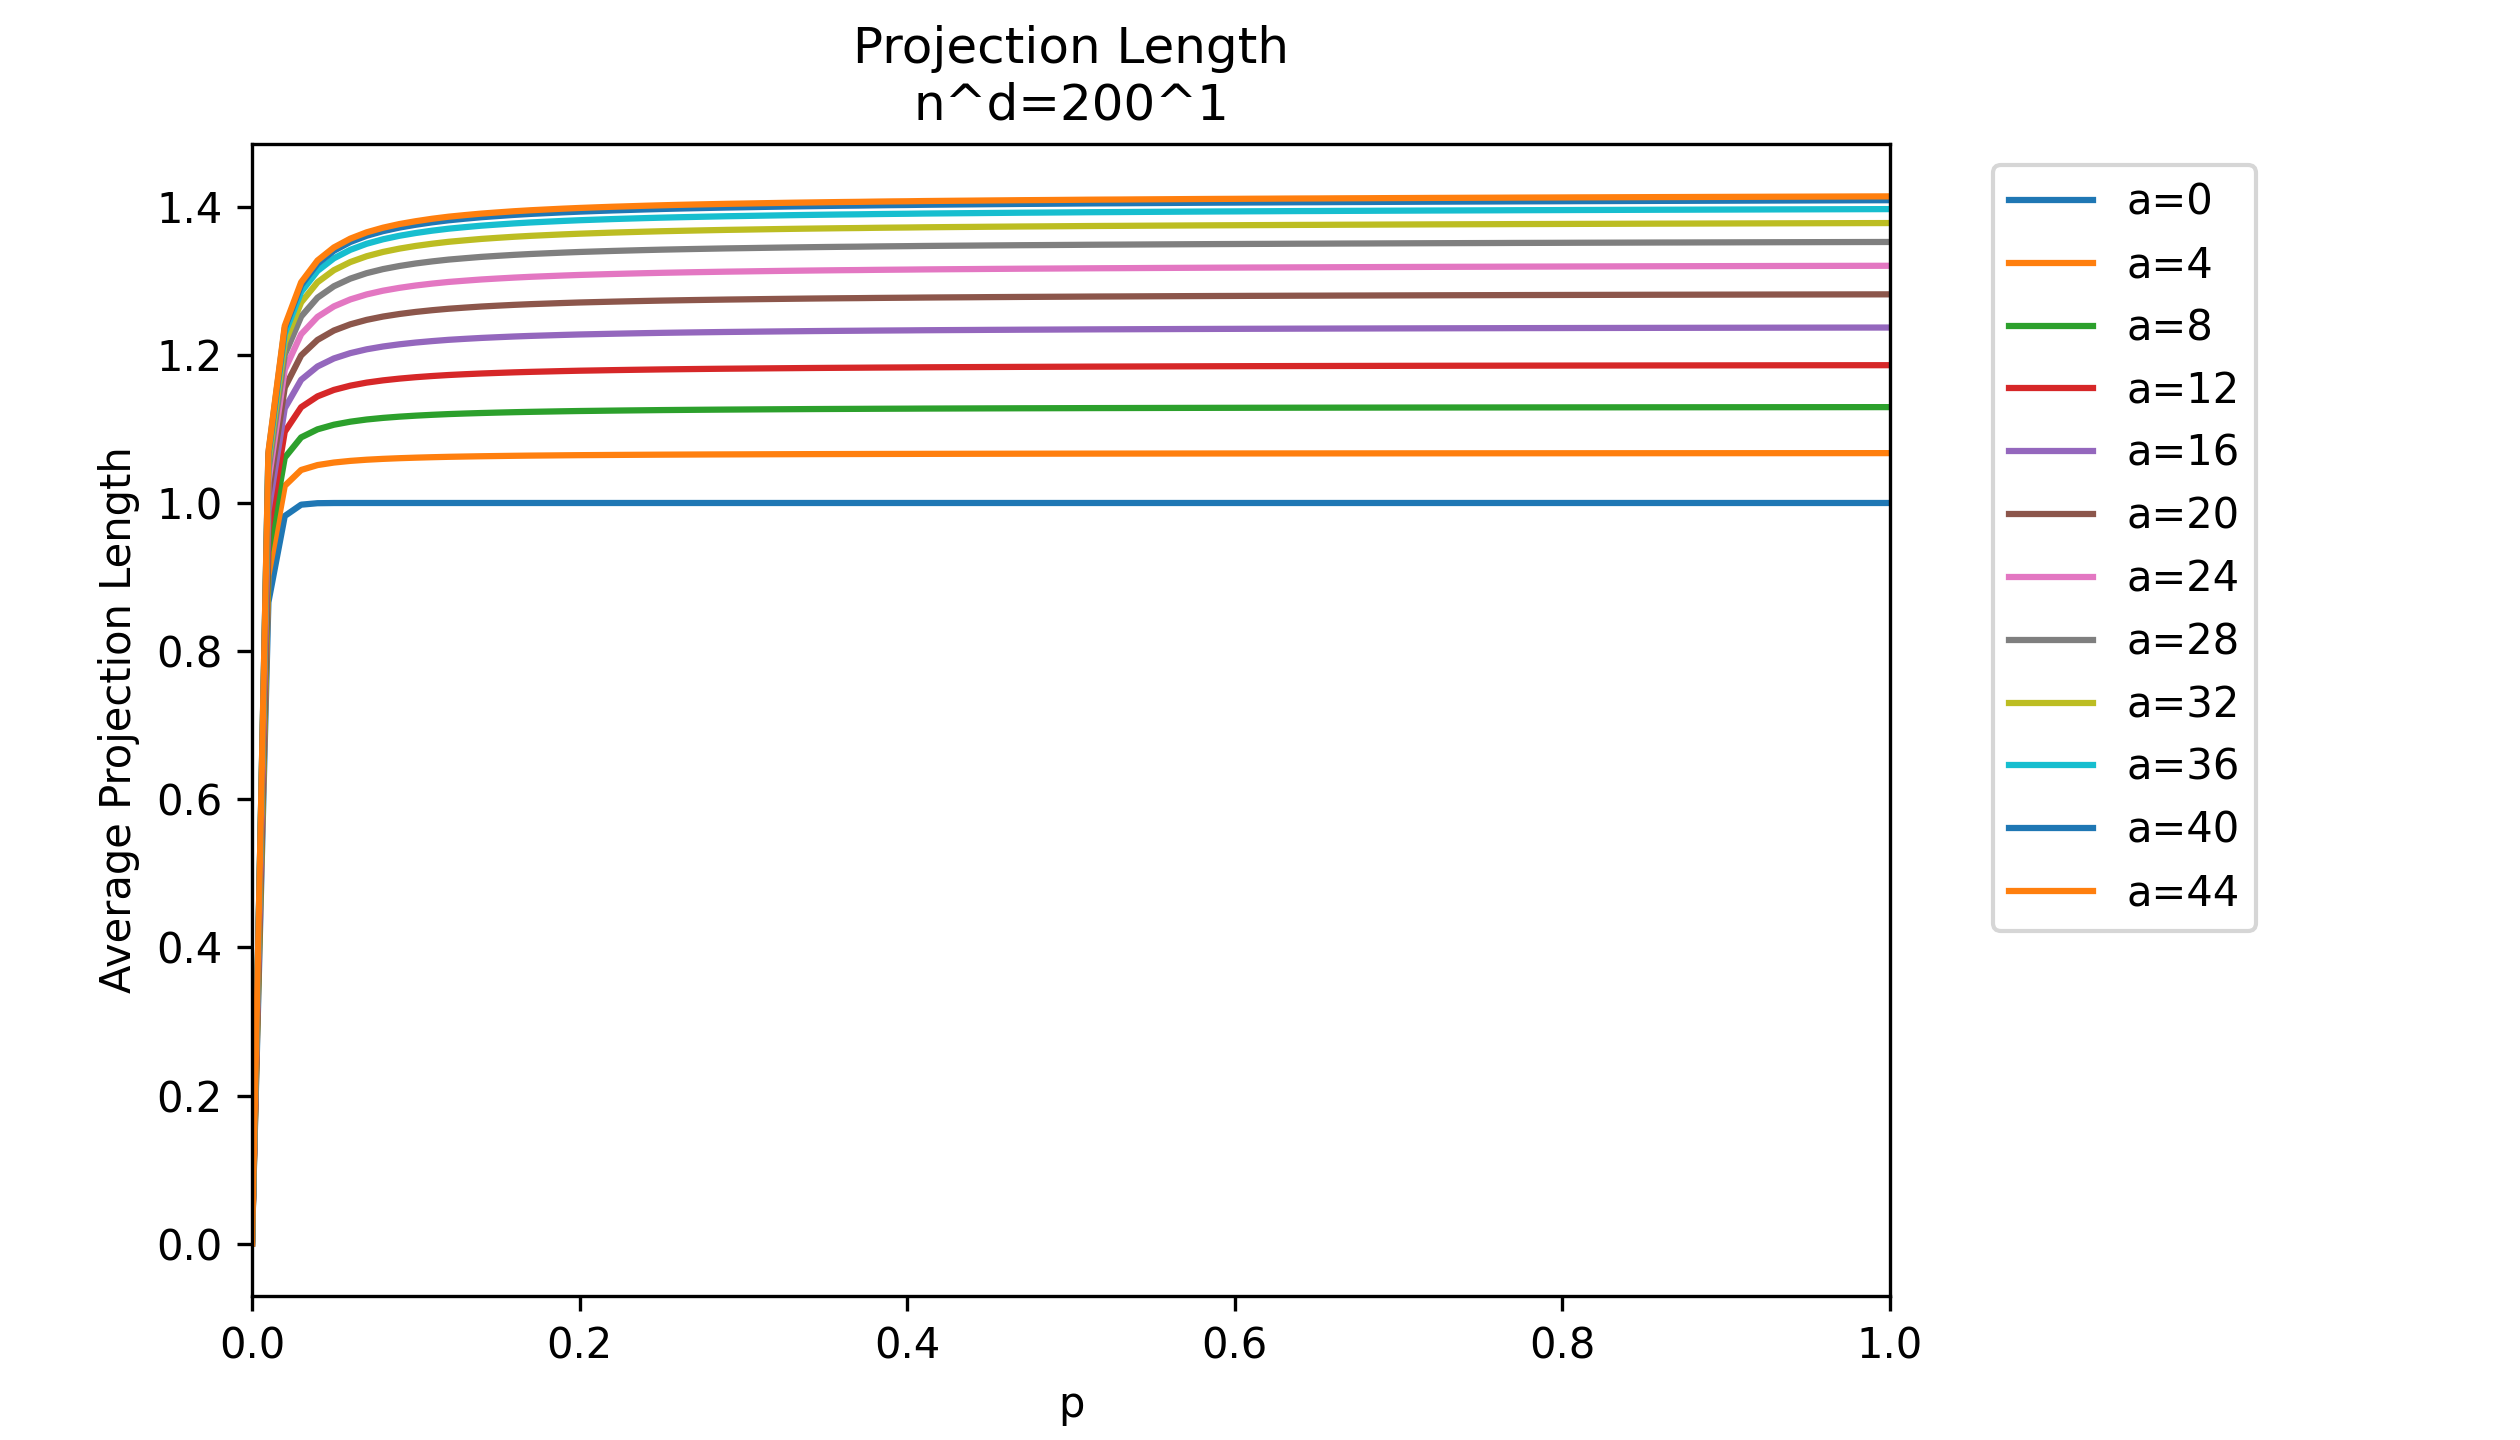 Projection Length
n^d=200^1
Average Projection Length
1.4
1.2
1.0
0.8
0.6
0.4
0.2
0.0
0.0 0.2 0.4 0.6 0.8 1.0
p
a=0
a=4
a=8
a=12
a=16
a=20
a=24
a=28
a=32
a=36
a=40
a=44